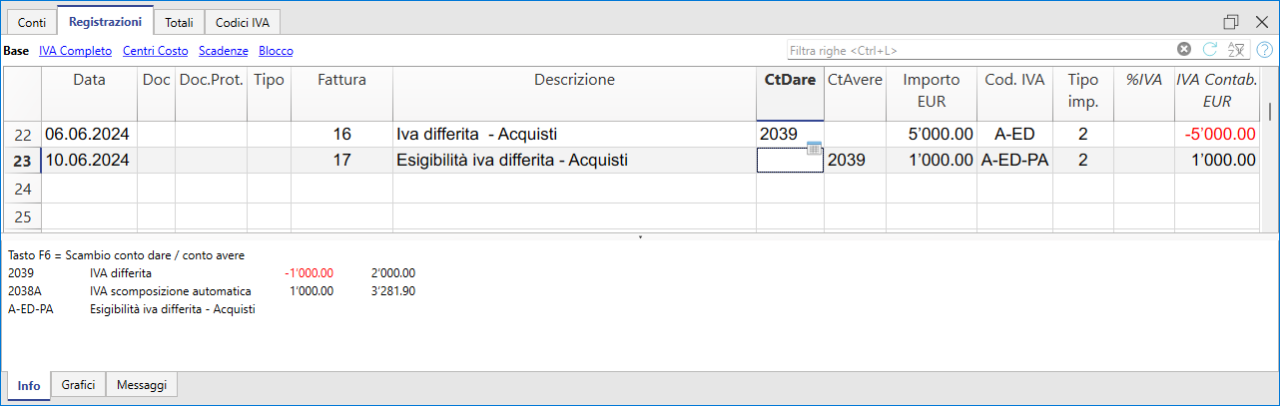 Conti Registrazioni Totali Codici IVA
Base IVA Completo Centri Costo Scadenze Blocco Filtra righe <Ctrl+L>
Data Doc Doc.Prot. Tipo Fattura Descrizione CtDare CtAvere Importo EUR Cod. IVA Tipo imp. %IVA IVA Contab. EUR
22 06.06.2024 16 Iva differita - Acquisti 2039 5'000.00 A-ED 2 -5'000.00
23 10.06.2024 17 Esigibilità iva differita - Acquisti 2039 1'000.00 A-ED-PA 2 1'000.00
24
25
Tasto F6 = Scambio conto dare / conto avere
2039 IVA differita -1'000.00 2'000.00
2038A IVA scomposizione automatica 1'000.00 3'281.90
A-ED-PA Esigibilità iva differita - Acquisti
Info Grafici Messaggi